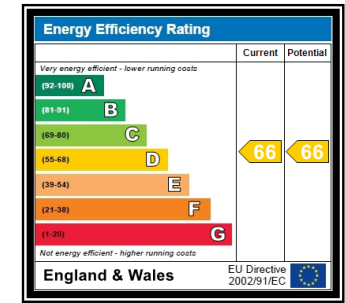 Energy Efficiency Rating
Current Potential
Very energy efficient - lower running costs
(92-100) A
(81-91) B
(69-80) C
(55-68) D
66 66
(39-54) E
(21-38) F
(1-20) G
Not energy efficient - higher running costs
England & Wales
EU Directive
2002/91/EC